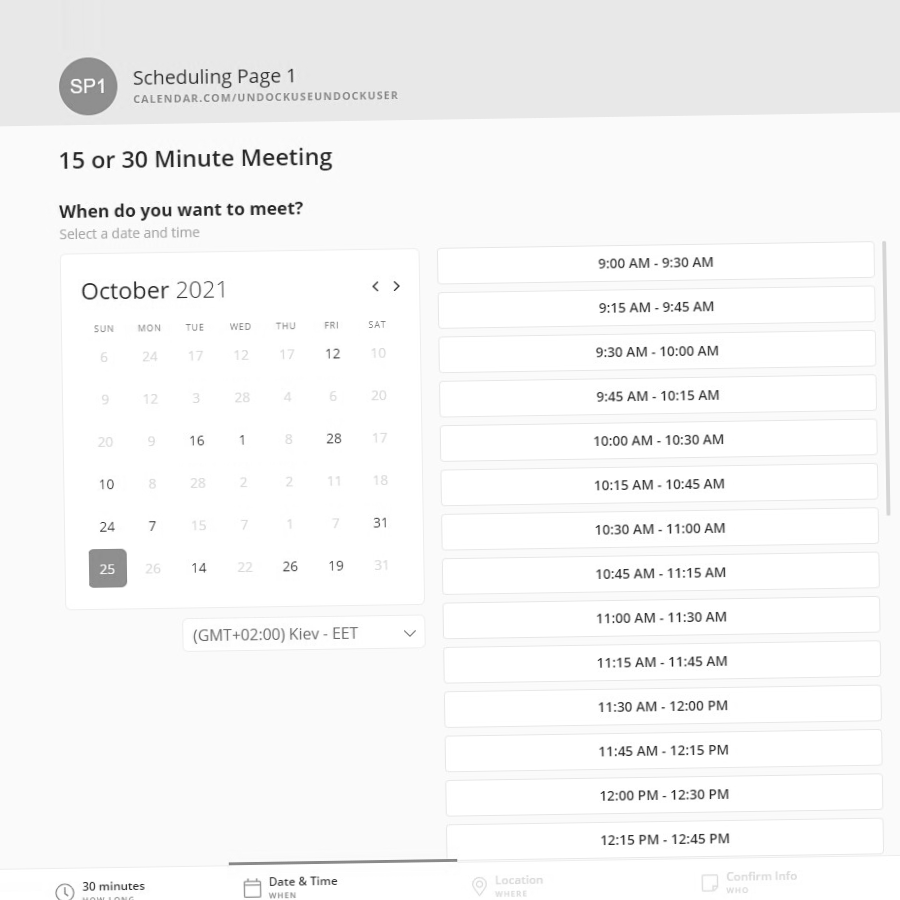 SP1
Scheduling Page 1
CALENDAR.COM/UNDOCKUSEUNDOCKUSER
15 or 30 Minute Meeting
When do you want to meet?
Select a date and time
October 2021
SUN MON TUE WED THU FRI SAT
6 24 17 12 17 12 10
9 12 3 28 4 6 20
20 9 16 1 8 28 17
10 8 28 2 2 11 18
24 7 15 7 1 7 31
25 26 14 22 26 19 31
(GMT+02:00) Kiev - EET
9:00 AM - 9:30 AM
9:15 AM - 9:45 AM
9:30 AM - 10:00 AM
9:45 AM - 10:15 AM
10:00 AM - 10:30 AM
10:15 AM - 10:45 AM
10:30 AM - 11:00 AM
10:45 AM - 11:15 AM
11:00 AM - 11:30 AM
11:15 AM - 11:45 AM
11:30 AM - 12:00 PM
11:45 AM - 12:15 PM
12:00 PM - 12:30 PM
12:15 PM - 12:45 PM
30 minutes
HOW LONG
Date & Time
WHEN
Location
WHERE
Confirm Info
WHO